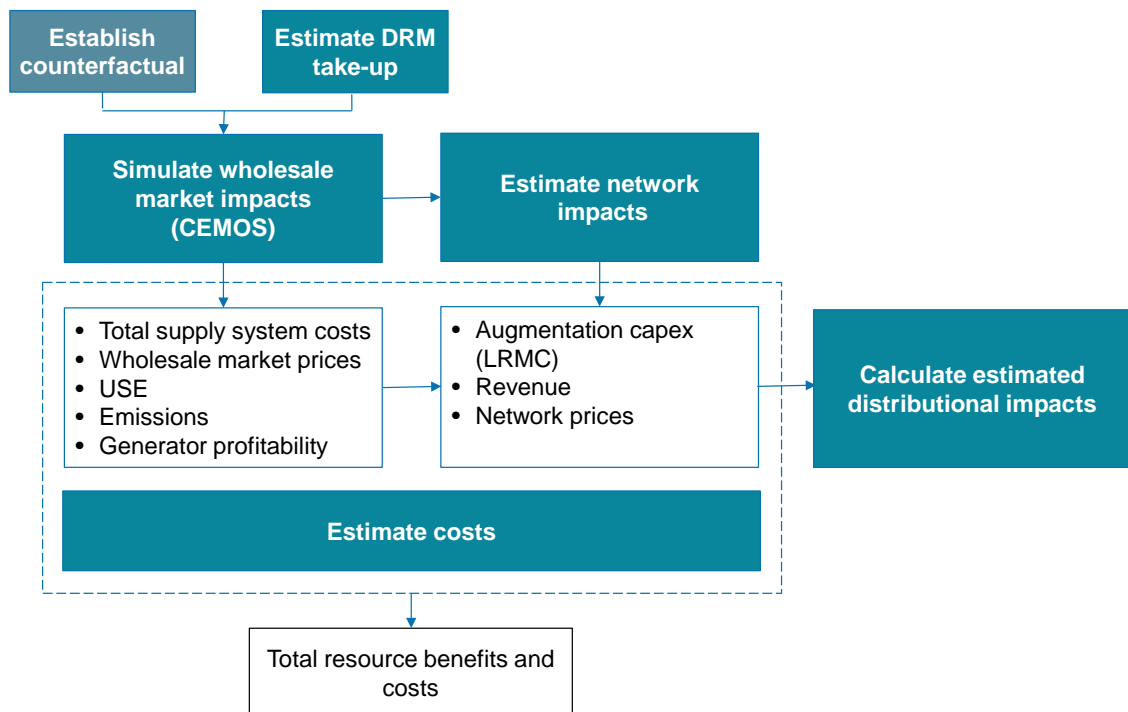 Establish
counterfactual
Estimate DRM
take-up
Simulate wholesale
market impacts
(CEMOS)
Estimate network
impacts
• Total supply system costs
• Wholesale market prices
• USE
• Emissions
• Generator profitability
• Augmentation capex
(LRMC)
• Revenue
• Network prices
Calculate estimated
distributional impacts
Estimate costs
Total resource benefits and
costs